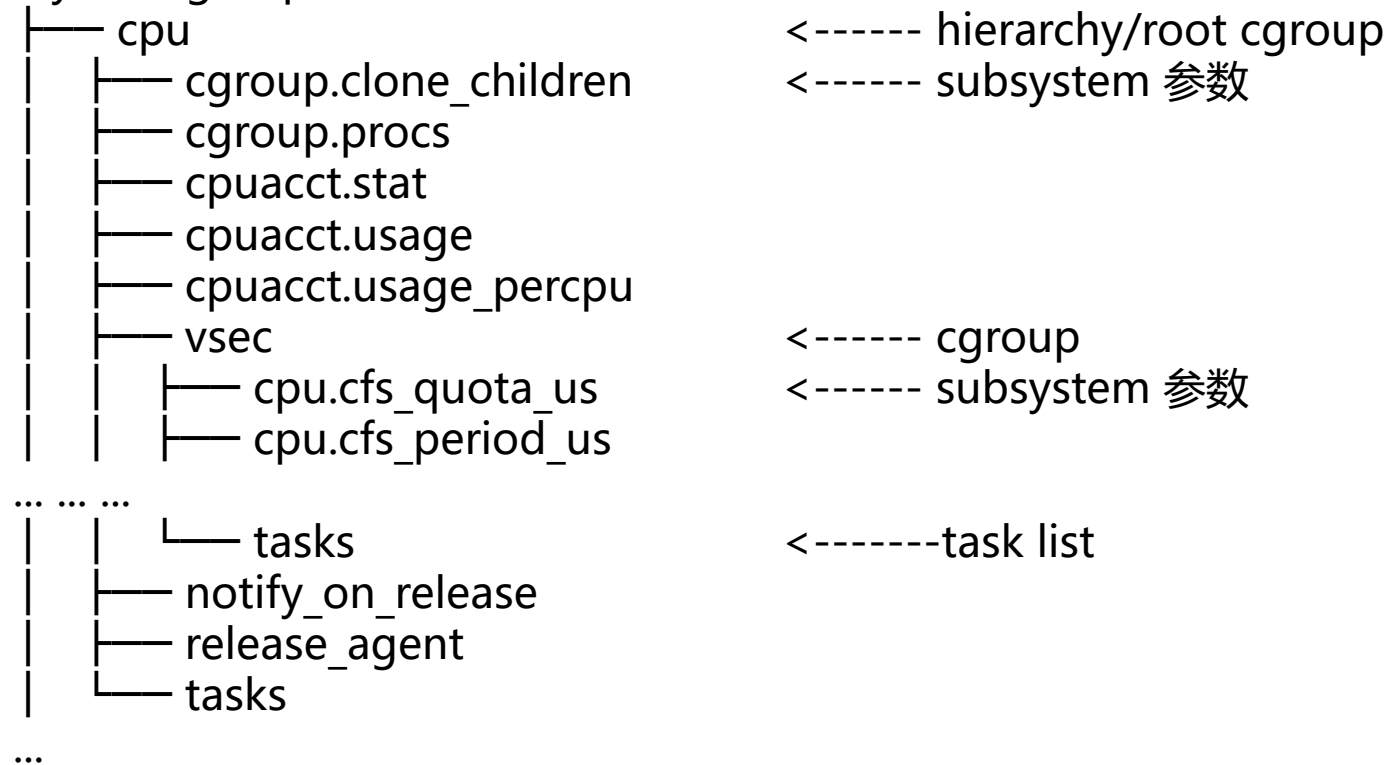 ├── cpu <------ hierarchy/root cgroup
│ ├── cgroup.clone_children <------ subsystem 参数
│ ├── cgroup.procs
│ ├── cpuacct.stat
│ ├── cpuacct.usage
│ ├── cpuacct.usage_percpu
│ ├── vsec <------ cgroup
│ │ ├── cpu.cfs_quota_us <------ subsystem 参数
│ │ ├── cpu.cfs_period_us
... ... ...
│ │ └── tasks <-------task list
│ ├── notify_on_release
│ ├── release_agent
│ └── tasks
...